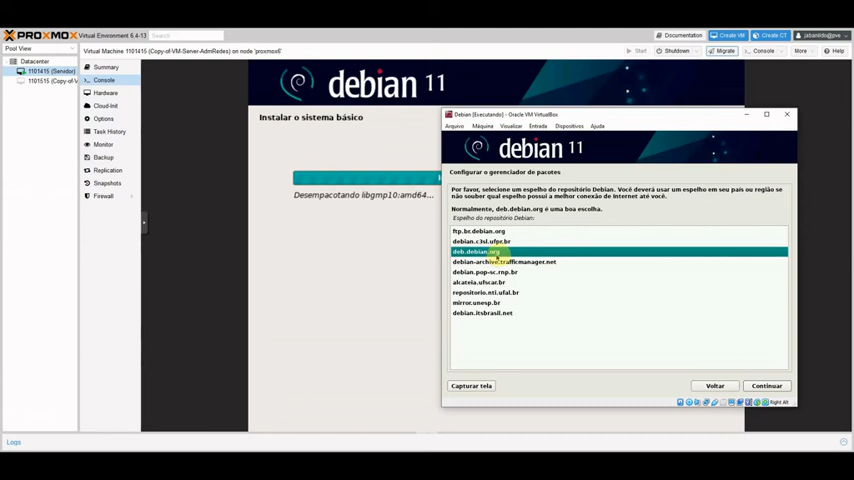 PROXMOX Virtual Environment 6.4-13 Search Documentation Create VM Create CT jabanildo@pve
Pool View
Virtual Machine 1101415 (Copy-of-VM-Server-AdmRedes) on node 'proxmox6' Start Shutdown Migrate Console More Help
Datacenter
1101415 (Servidor)
1101515 (Copy-of-V
Summary
Console
Hardware
Cloud-Init
Options
Task History
Monitor
Backup
Replication
Snapshots
Firewall
debian 11
Instalar o sistema básico
Desempacotando libgmp10:amd64...
Debian [Executando] - Oracle VM VirtualBox
Arquivo Máquina Visualizar Entrada Dispositivos Ajuda
debian 11
Configurar o gerenciador de pacotes
Por favor, selecione um espelho do repositório Debian. Você deverá usar um espelho em seu país ou região se
não souber qual espelho possui a melhor conexão de Internet até você.
Normalmente, deb.debian.org é uma boa escolha.
Espelho do repositório Debian:
ftp.br.debian.org
debian.c3sl.ufpr.br
deb.debian.org
debian-archive.trafficmanager.net
debian.pop-sc.rnp.br
alcateia.ufscar.br
repositorio.nti.ufal.br
mirror.unesp.br
debian.itsbrasil.net
Capturar tela Voltar Continuar
Right Alt
Logs